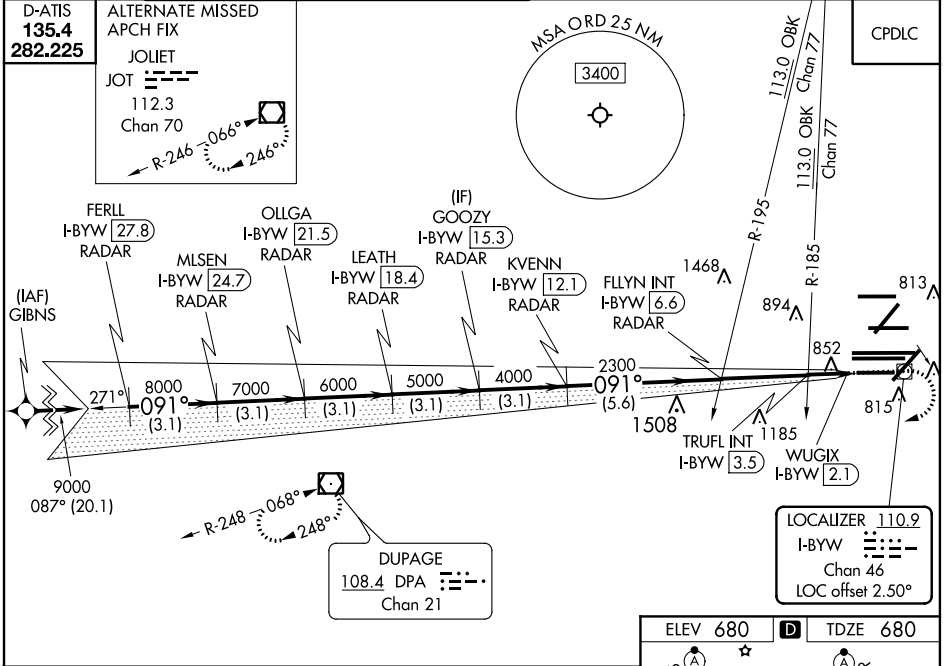 D-ATIS
135.4
282.225
ALTERNATE MISSED
APCH FIX
JOLIET
JOT
112.3
Chan 70
R-246
066°
246°
MSA ORD 25 NM
3400
113.0 OBK
Chan 77
113.0 OBK
Chan 77
CPDLC
R-195
R-185
(IAF)
GIBNS
FERLL
I-BYW 27.8
RADAR
MLSEN
I-BYW 24.7
RADAR
OLLGA
I-BYW 21.5
RADAR
LEATH
I-BYW 18.4
RADAR
(IF)
GOOZY
I-BYW 15.3
RADAR
KVENN
I-BYW 12.1
RADAR
FLLYN INT
I-BYW 6.6
RADAR
1468
894
813
852
815
271°
8000
091°
(3.1)
7000
(3.1)
6000
(3.1)
5000
(3.1)
4000
(3.1)
2300
091°
(5.6)
1508
1185
TRUFL INT
I-BYW 3.5
WUGIX
I-BYW 2.1
9000
087° (20.1)
R-248
068°
248°
DUPAGE
108.4 DPA
Chan 21
LOCALIZER 110.9
I-BYW
Chan 46
LOC offset 2.50°
ELEV 680 D TDZE 680
A
A